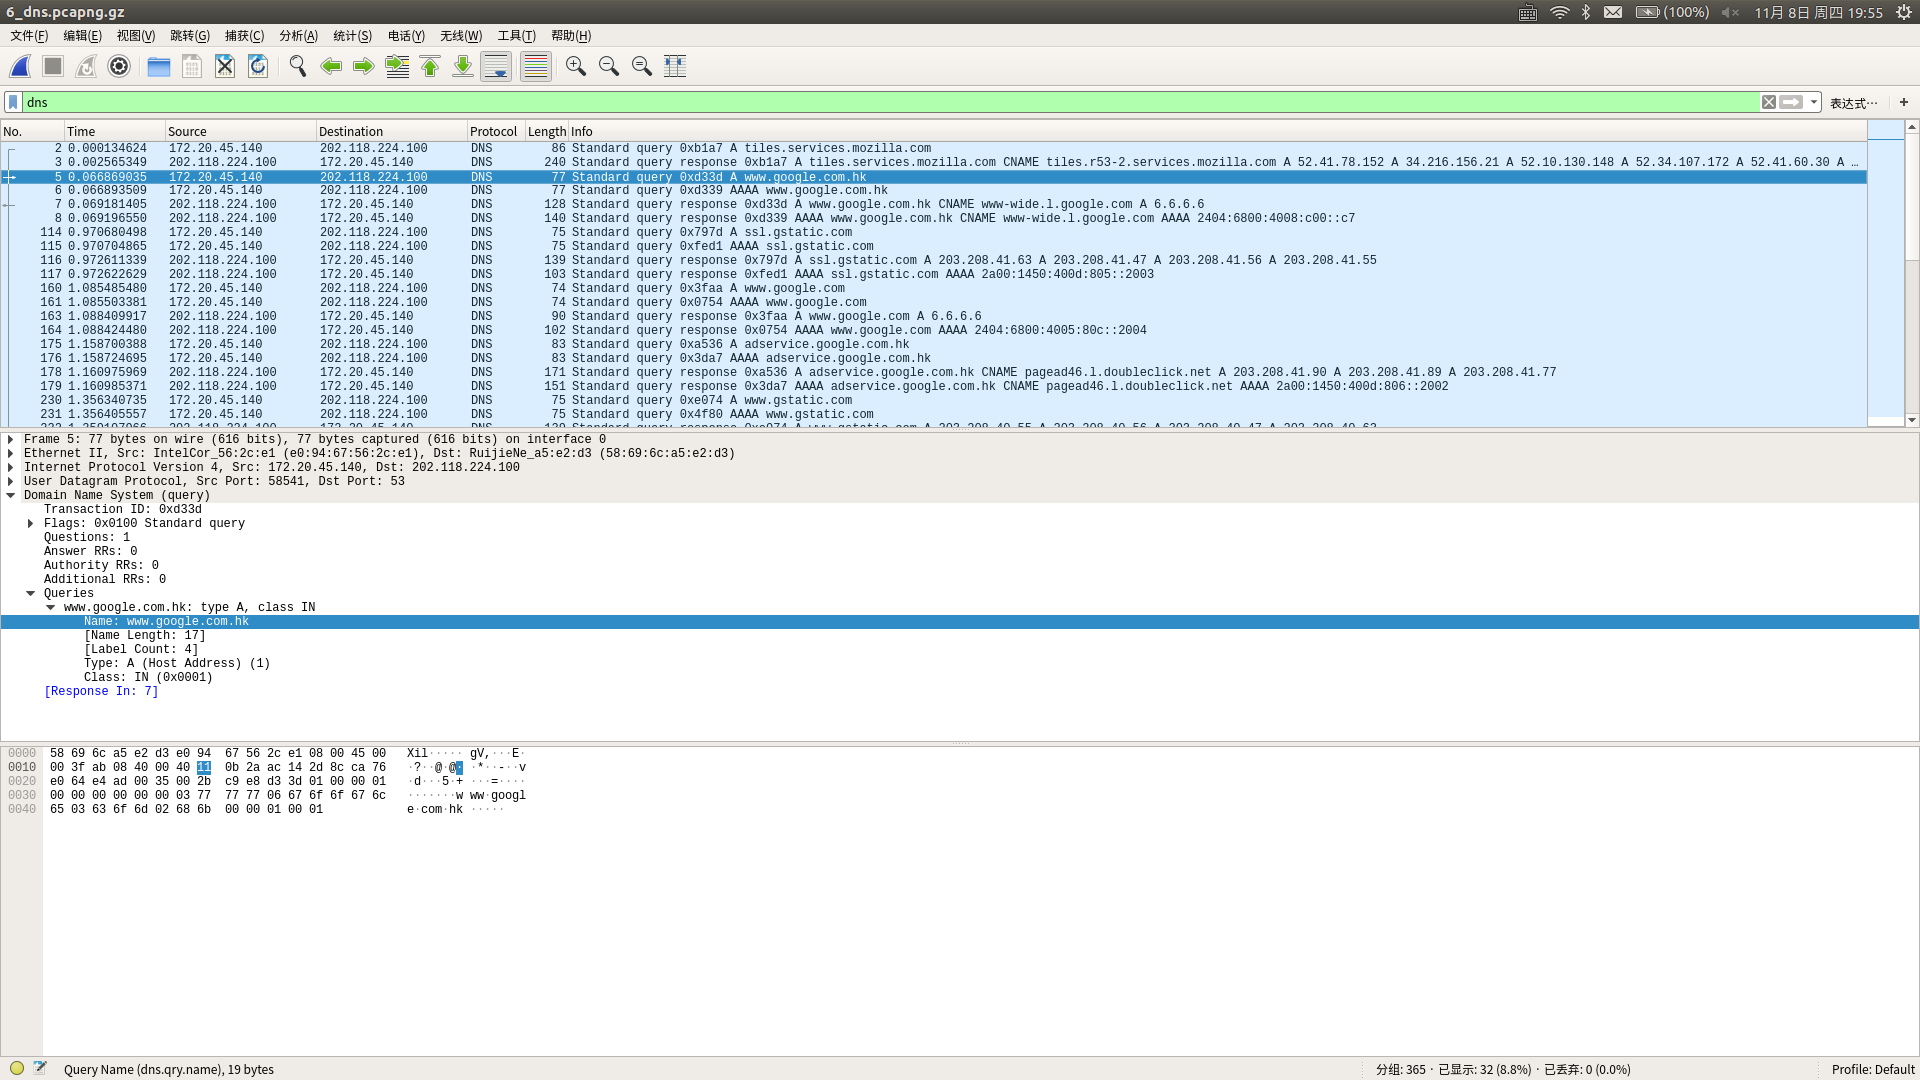 6_dns.pcapng.gz
(100%) 11月 8日 周四 19:55
文件(F) 编辑(E) 视图(V) 跳转(G) 捕获(C) 分析(A) 统计(S) 电话(Y) 无线(W) 工具(T) 帮助(H)
dns 表达式… +
No. Time Source Destination Protocol Length Info
2 0.000134624 172.20.45.140 202.118.224.100 DNS 86 Standard query 0xb1a7 A tiles.services.mozilla.com
3 0.002565349 202.118.224.100 172.20.45.140 DNS 240 Standard query response 0xb1a7 A tiles.services.mozilla.com CNAME tiles.r53-2.services.mozilla.com A 52.41.78.152 A 34.216.156.21 A 52.10.130.148 A 52.34.107.172 A 52.41.60.30 A …
5 0.066869035 172.20.45.140 202.118.224.100 DNS 77 Standard query 0xd33d A www.google.com.hk
6 0.066893509 172.20.45.140 202.118.224.100 DNS 77 Standard query 0xd339 AAAA www.google.com.hk
7 0.069181405 202.118.224.100 172.20.45.140 DNS 128 Standard query response 0xd33d A www.google.com.hk CNAME www-wide.l.google.com A 6.6.6.6
8 0.069196550 202.118.224.100 172.20.45.140 DNS 140 Standard query response 0xd339 AAAA www.google.com.hk CNAME www-wide.l.google.com AAAA 2404:6800:4008:c00::c7
114 0.970680498 172.20.45.140 202.118.224.100 DNS 75 Standard query 0x797d A ssl.gstatic.com
115 0.970704865 172.20.45.140 202.118.224.100 DNS 75 Standard query 0xfed1 AAAA ssl.gstatic.com
116 0.972611339 202.118.224.100 172.20.45.140 DNS 139 Standard query response 0x797d A ssl.gstatic.com A 203.208.41.63 A 203.208.41.47 A 203.208.41.56 A 203.208.41.55
117 0.972622629 202.118.224.100 172.20.45.140 DNS 103 Standard query response 0xfed1 AAAA ssl.gstatic.com AAAA 2a00:1450:400d:805::2003
160 1.085485480 172.20.45.140 202.118.224.100 DNS 74 Standard query 0x3faa A www.google.com
161 1.085503381 172.20.45.140 202.118.224.100 DNS 74 Standard query 0x0754 AAAA www.google.com
163 1.088409917 202.118.224.100 172.20.45.140 DNS 90 Standard query response 0x3faa A www.google.com A 6.6.6.6
164 1.088424480 202.118.224.100 172.20.45.140 DNS 102 Standard query response 0x0754 AAAA www.google.com AAAA 2404:6800:4005:80c::2004
175 1.158700388 172.20.45.140 202.118.224.100 DNS 83 Standard query 0xa536 A adservice.google.com.hk
176 1.158724695 172.20.45.140 202.118.224.100 DNS 83 Standard query 0x3da7 AAAA adservice.google.com.hk
178 1.160975969 202.118.224.100 172.20.45.140 DNS 171 Standard query response 0xa536 A adservice.google.com.hk CNAME pagead46.l.doubleclick.net A 203.208.41.90 A 203.208.41.89 A 203.208.41.77
179 1.160985371 202.118.224.100 172.20.45.140 DNS 151 Standard query response 0x3da7 AAAA adservice.google.com.hk CNAME pagead46.l.doubleclick.net AAAA 2a00:1450:400d:806::2002
230 1.356340735 172.20.45.140 202.118.224.100 DNS 75 Standard query 0xe074 A www.gstatic.com
231 1.356405557 172.20.45.140 202.118.224.100 DNS 75 Standard query 0x4f80 AAAA www.gstatic.com
Frame 5: 77 bytes on wire (616 bits), 77 bytes captured (616 bits) on interface 0
Ethernet II, Src: IntelCor_56:2c:e1 (e0:94:67:56:2c:e1), Dst: RuijieNe_a5:e2:d3 (58:69:6c:a5:e2:d3)
Internet Protocol Version 4, Src: 172.20.45.140, Dst: 202.118.224.100
User Datagram Protocol, Src Port: 58541, Dst Port: 53
Domain Name System (query)
Transaction ID: 0xd33d
Flags: 0x0100 Standard query
Questions: 1
Answer RRs: 0
Authority RRs: 0
Additional RRs: 0
Queries
www.google.com.hk: type A, class IN
Name: www.google.com.hk
[Name Length: 17]
[Label Count: 4]
Type: A (Host Address) (1)
Class: IN (0x0001)
[Response In: 7]
0000 58 69 6c a5 e2 d3 e0 94 67 56 2c e1 08 00 45 00 Xil····· gV,···E·
0010 00 3f ab 08 40 00 40 11 0b 2a ac 14 2d 8c ca 76 ·?··@·@· ·*··-··v
0020 e0 64 e4 ad 00 35 00 2b c9 e8 d3 3d 01 00 00 01 ·d···5·+ ···=····
0030 00 00 00 00 00 00 03 77 77 77 06 67 6f 6f 67 6c ·······w ww·googl
0040 65 03 63 6f 6d 02 68 6b 00 00 01 00 01 e·com·hk ·····
Query Name (dns.qry.name), 19 bytes 分组: 365 · 已显示: 32 (8.8%) · 已丢弃: 0 (0.0%) Profile: Default